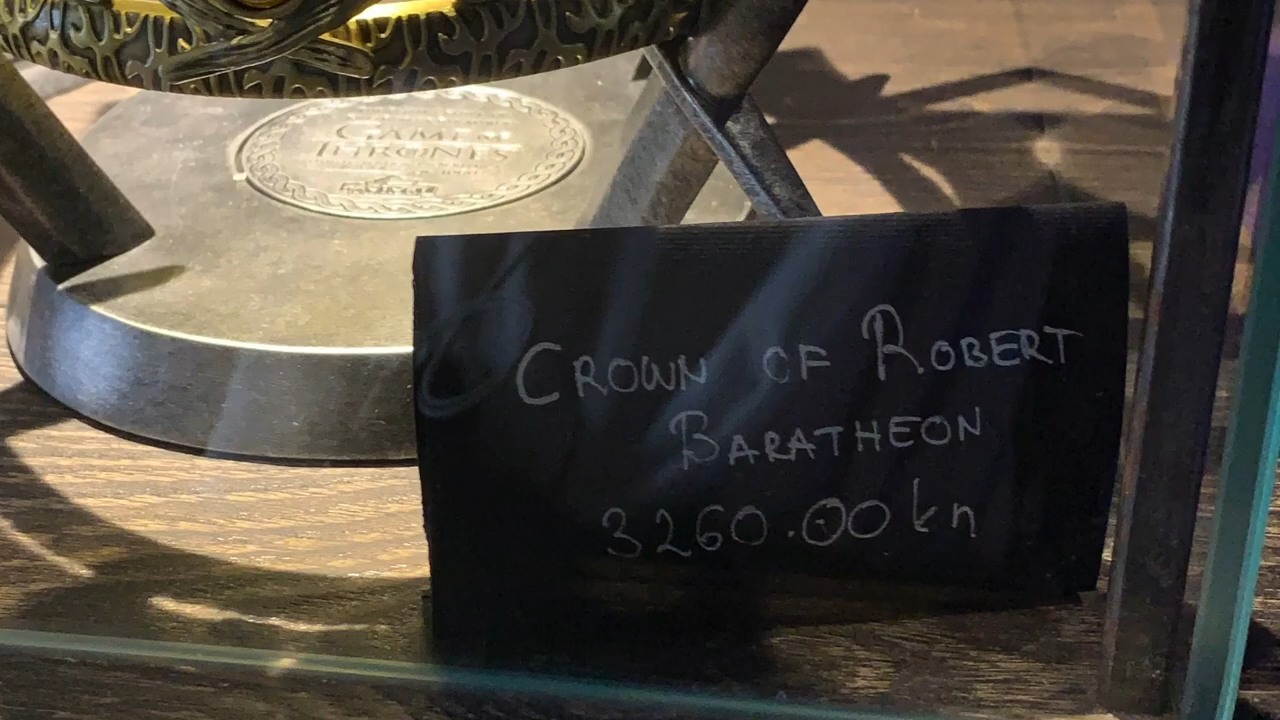 GAME OF
THRONES
CROWN OF ROBERT
BARATHEON
3260.00 kn